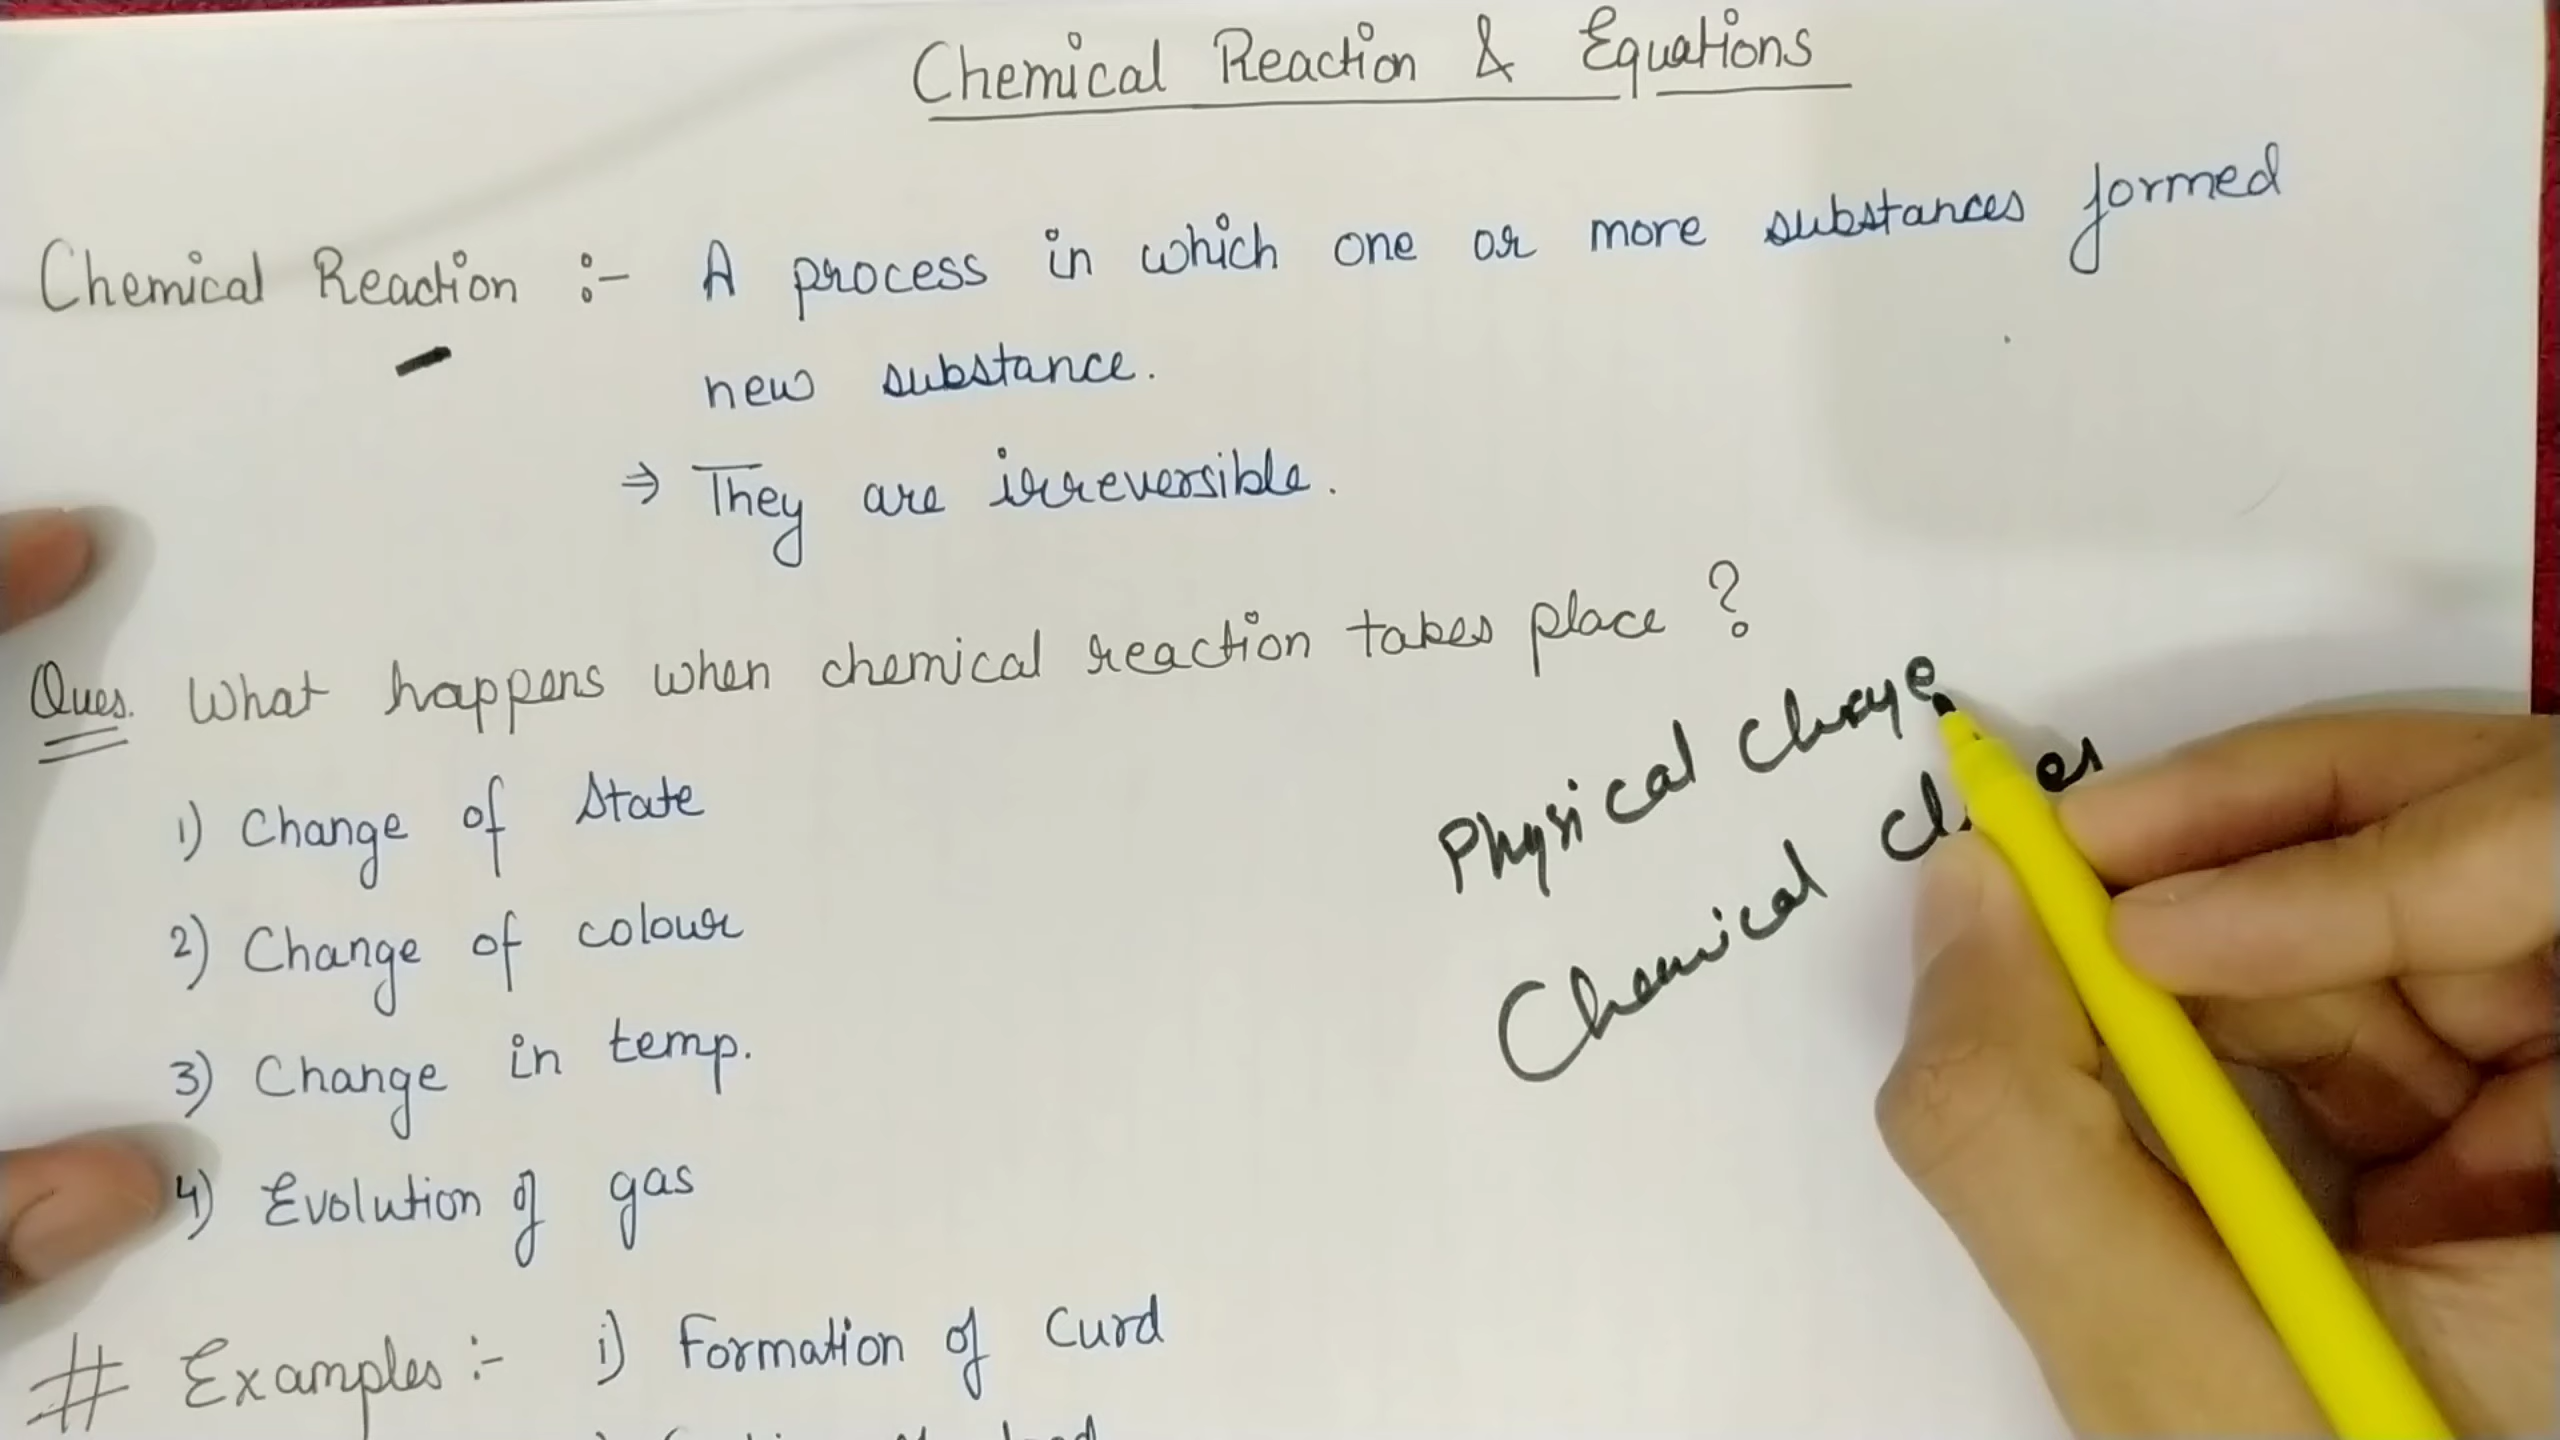 Chemical Reaction & Equations
Chemical Reaction :- A process in which one or more substances formed
new substance.
⇒ They are irreversible.
Ques. What happens when chemical reaction takes place ?
Physical Change
Chemical
1) Change of State
2) Change of colour
3) Change in temp.
4) Evolution of gas
# Examples :- i) Formation of Curd